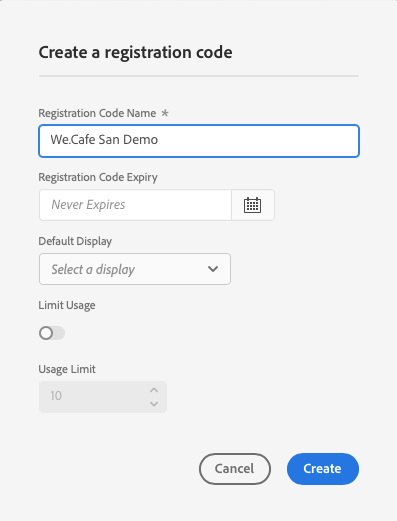 Create a registration code
Registration Code Name *
We.Cafe San Demo
Registration Code Expiry
Never Expires
Default Display
Select a display
Limit Usage
Usage Limit
10
Cancel Create